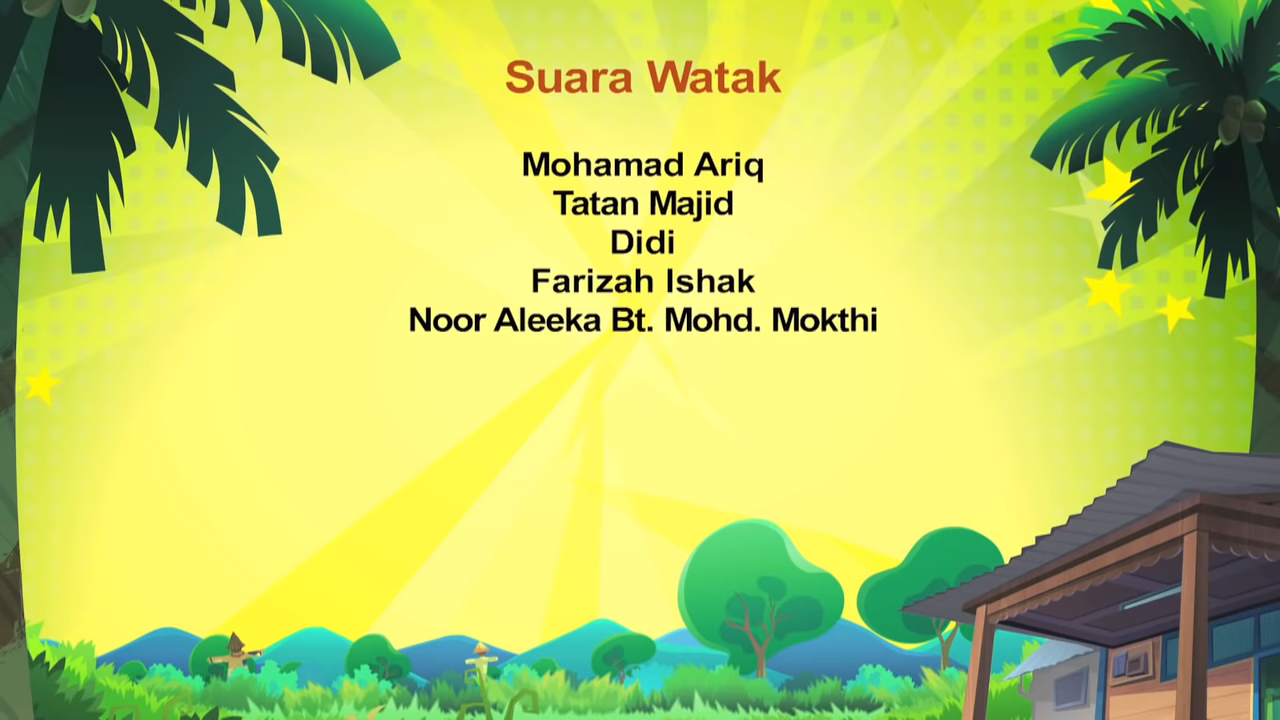 Suara Watak
Mohamad Ariq
Tatan Majid
Didi
Farizah Ishak
Noor Aleeka Bt. Mohd. Mokthi